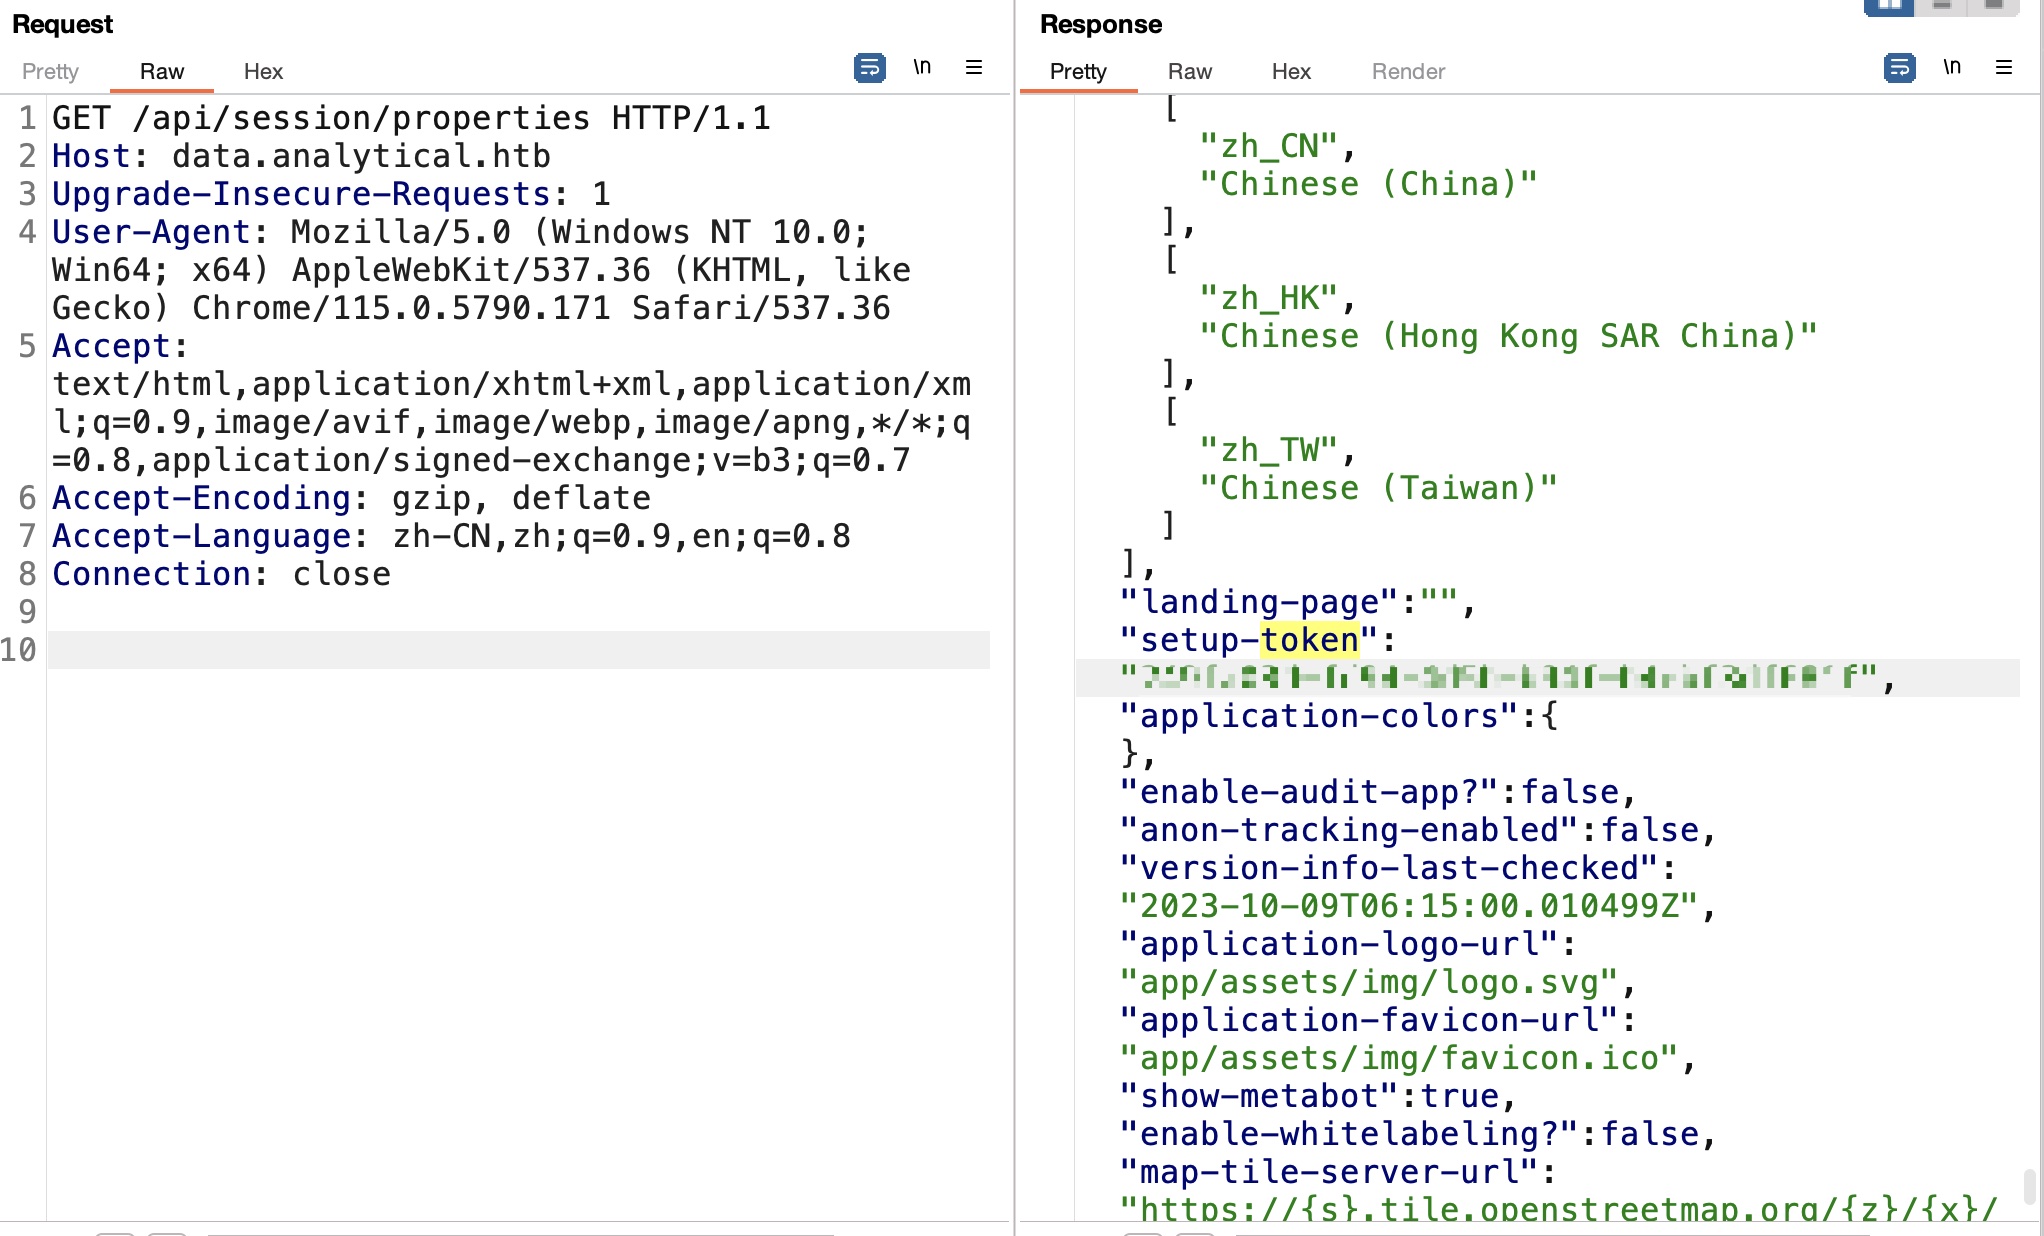 Request
Pretty
Raw
Hex
\n
1 GET /api/session/properties HTTP/1.1
2 Host: data.analytical.htb
3 Upgrade-Insecure-Requests: 1
4 User-Agent: Mozilla/5.0 (Windows NT 10.0;
Win64; x64) AppleWebKit/537.36 (KHTML, like
Gecko) Chrome/115.0.5790.171 Safari/537.36
5 Accept:
text/html,application/xhtml+xml,application/xm
l;q=0.9,image/avif,image/webp,image/apng,*/*;q
=0.8,application/signed-exchange;v=b3;q=0.7
6 Accept-Encoding: gzip, deflate
7 Accept-Language: zh-CN,zh;q=0.9,en;q=0.8
8 Connection: close
9
10
Response
Pretty
Raw
Hex
Render
\n
[
"zh_CN",
"Chinese (China)"
],
[
"zh_HK",
"Chinese (Hong Kong SAR China)"
],
[
"zh_TW",
"Chinese (Taiwan)"
]
],
"landing-page":"",
"setup-token":
"application-colors":{
},
"enable-audit-app?":false,
"anon-tracking-enabled":false,
"version-info-last-checked":
"2023-10-09T06:15:00.010499Z",
"application-logo-url":
"app/assets/img/logo.svg",
"application-favicon-url":
"app/assets/img/favicon.ico",
"show-metabot":true,
"enable-whitelabeling?":false,
"map-tile-server-url":
"https://{s}.tile.openstreetmap.org/{z}/{x}/